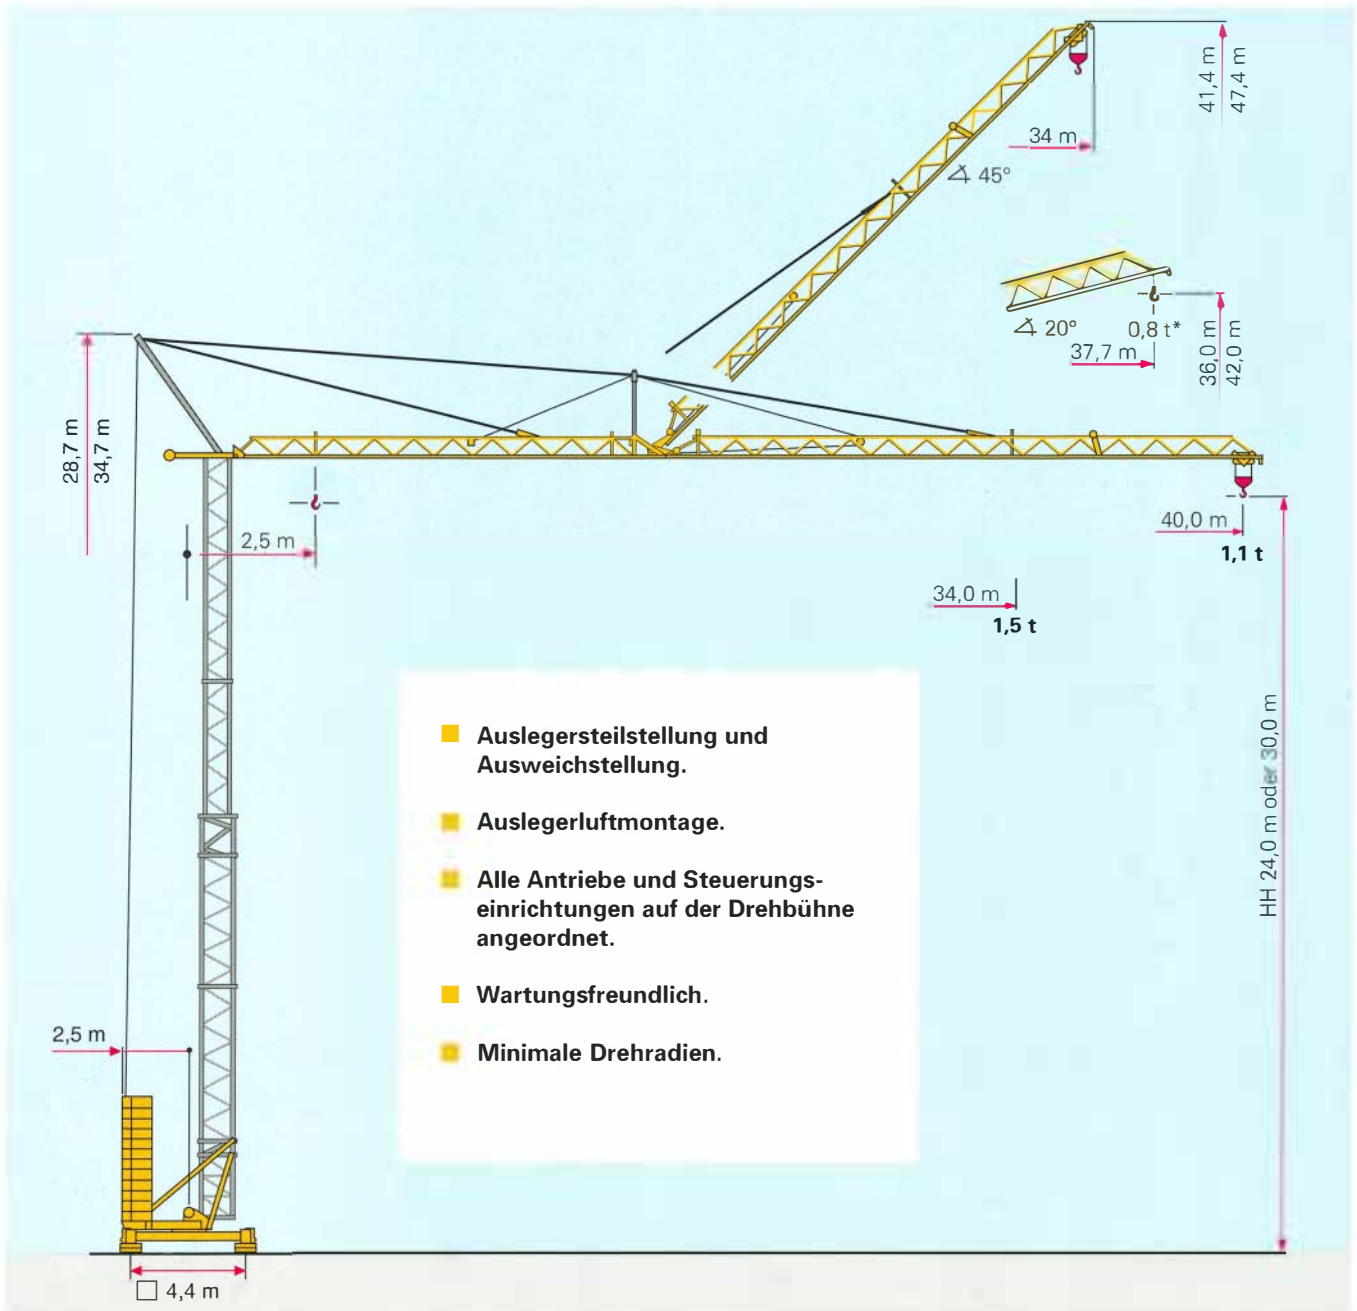 41,4 m
47,4 m
34 m
∡ 45°
∡ 20°
0,8 t*
37,7 m
36,0 m
42,0 m
28,7 m
34,7 m
2,5 m
40,0 m
1,1 t
34,0 m
1,5 t
HH 24,0 m oder 30,0 m
Auslegersteilstellung und
Ausweichstellung.
Auslegerluftmontage.
Alle Antriebe und Steuerungs-
einrichtungen auf der Drehbühne
angeordnet.
Wartungsfreundlich.
Minimale Drehradien.
2,5 m
□ 4,4 m